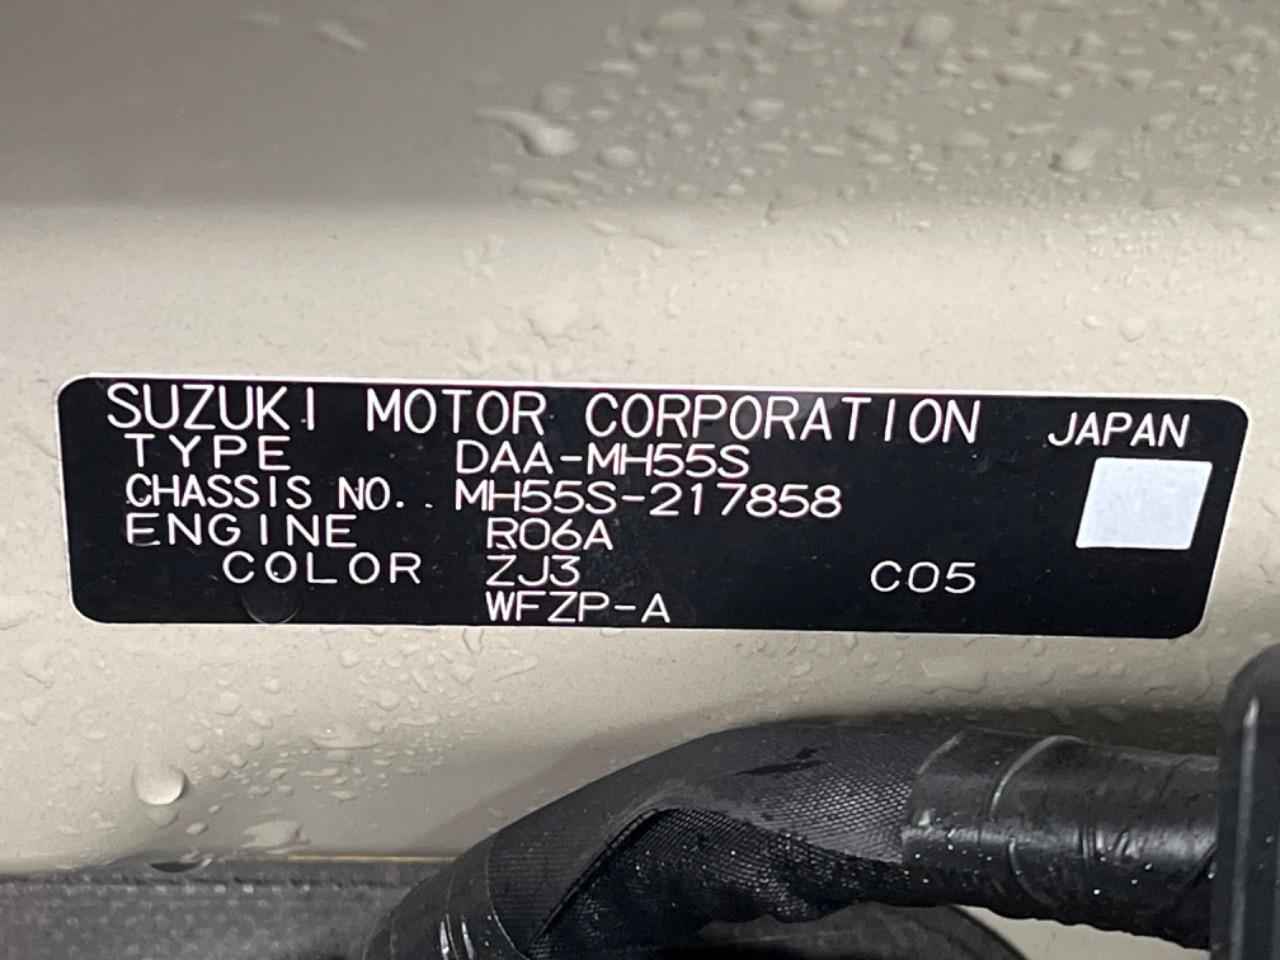 SUZUKI MOTOR CORPORATION JAPAN
TYPE DAA-MH55S
CHASSIS NO. . MH55S-217858
ENGINE R06A
COLOR ZJ3 C05
WFZP-A